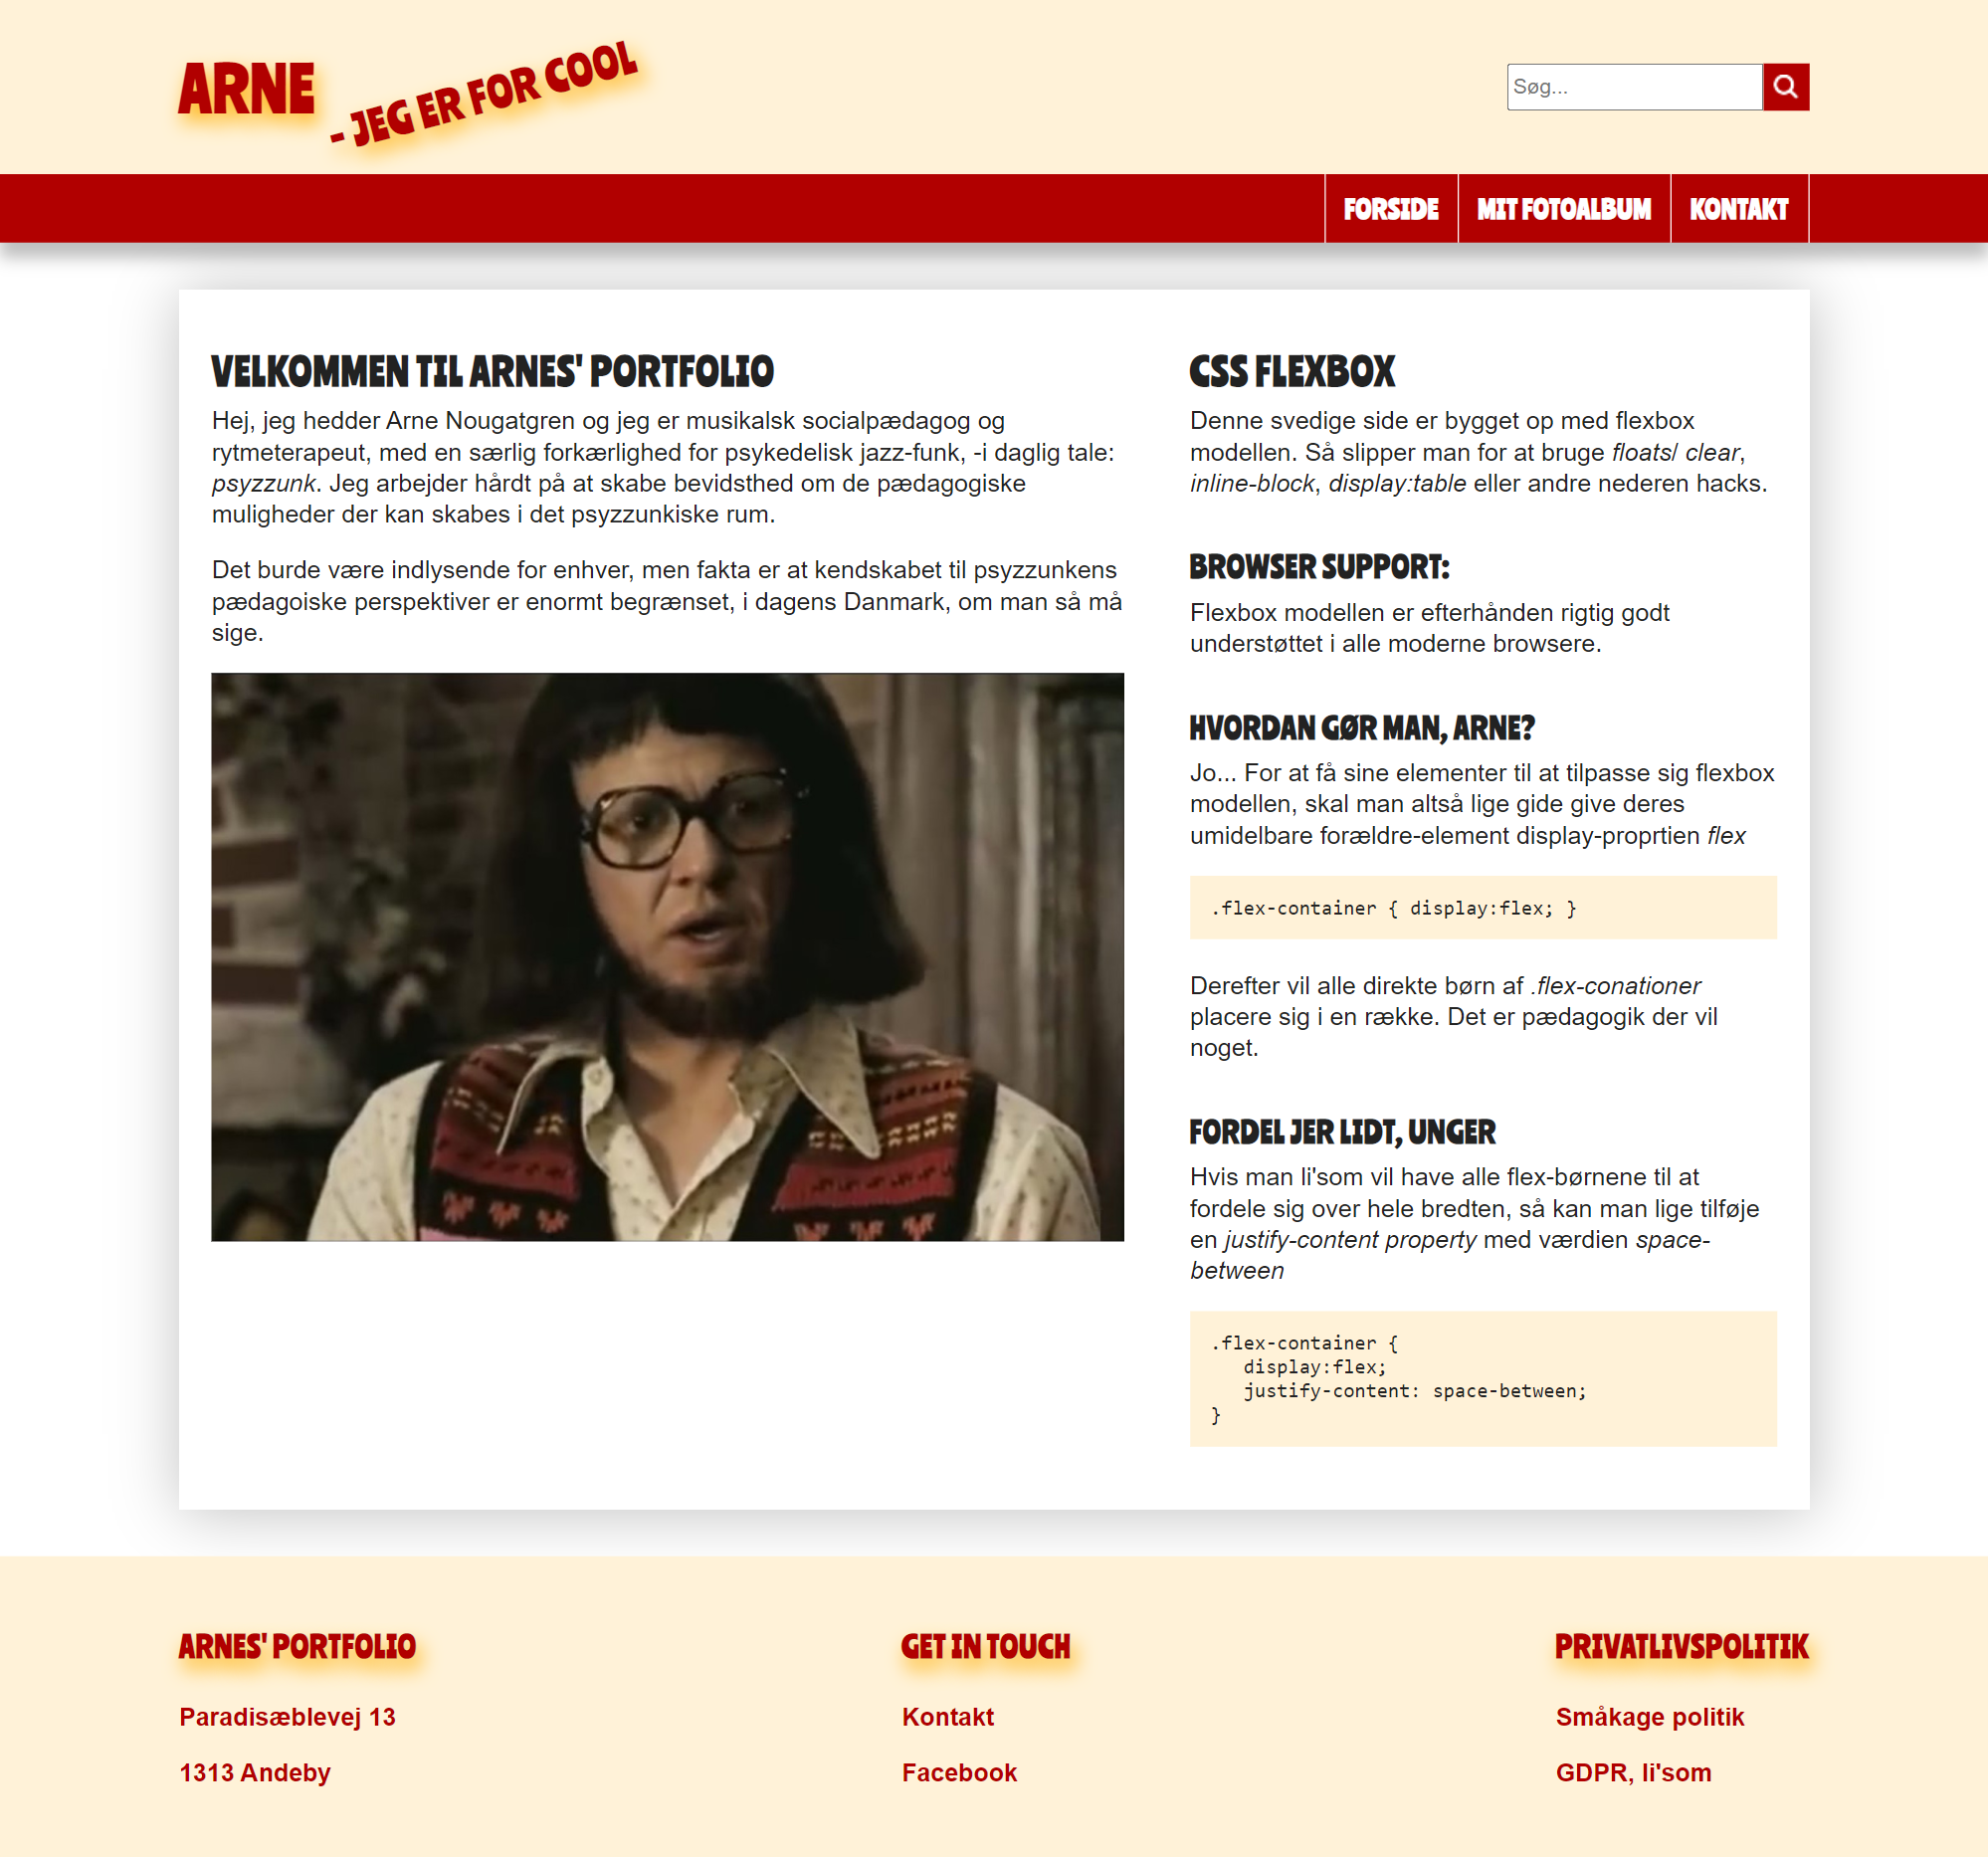 ARNE
- JEG ER FOR COOL
Søg...
FORSIDE
MIT FOTOALBUM
KONTAKT
VELKOMMEN TIL ARNES' PORTFOLIO
Hej, jeg hedder Arne Nougatgren og jeg er musikalsk socialpædagog og
rytmeterapeut, med en særlig forkærlighed for psykedelisk jazz-funk, -i daglig tale:
psyzzunk. Jeg arbejder hårdt på at skabe bevidsthed om de pædagogiske
muligheder der kan skabes i det psyzzunkiske rum.
Det burde være indlysende for enhver, men fakta er at kendskabet til psyzzunkens
pædagoiske perspektiver er enormt begrænset, i dagens Danmark, om man så må
sige.
CSS FLEXBOX
Denne svedige side er bygget op med flexbox
modellen. Så slipper man for at bruge floats/ clear,
inline-block, display:table eller andre nederen hacks.
BROWSER SUPPORT:
Flexbox modellen er efterhånden rigtig godt
understøttet i alle moderne browsere.
HVORDAN GØR MAN, ARNE?
Jo... For at få sine elementer til at tilpasse sig flexbox
modellen, skal man altså lige gide give deres
umidelbare forældre-element display-proprtien flex
.flex-container { display:flex; }
Derefter vil alle direkte børn af .flex-conationer
placere sig i en række. Det er pædagogik der vil
noget.
FORDEL JER LIDT, UNGER
Hvis man li'som vil have alle flex-børnene til at
fordele sig over hele bredten, så kan man lige tilføje
en justify-content property med værdien space-
between
.flex-container {
display:flex;
justify-content: space-between;
}
ARNES' PORTFOLIO
Paradisæblevej 13
1313 Andeby
GET IN TOUCH
Kontakt
Facebook
PRIVATLIVSPOLITIK
Småkage politik
GDPR, li'som